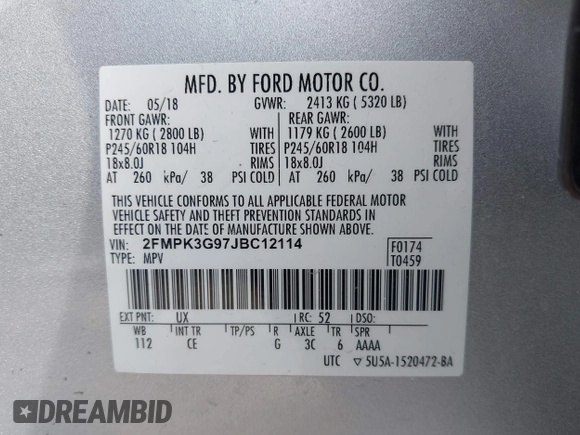 MFD. BY FORD MOTOR CO.
DATE: 05/18 GVWR: 2413 KG ( 5320 LB)
FRONT GAWR: REAR GAWR:
1270 KG ( 2800 LB) WITH 1179 KG ( 2600 LB) WITH
P245/60R18 104H TIRES P245/60R18 104H TIRES
18x8.0J RIMS 18x8.0J RIMS
AT 260 kPa/ 38 PSI COLD AT 260 kPa/ 38 PSI COLD
THIS VEHICLE CONFORMS TO ALL APPLICABLE FEDERAL MOTOR
VEHICLE SAFETY AND THEFT PREVENTION STANDARDS IN
EFFECT ON THE DATE OF MANUFACTURE SHOWN ABOVE.
VIN: 2FMPK3G97JBC12114 F0174
TYPE: MPV T0459
EXT PNT: UX RC: 52 DSO:
WB INT TR TP/PS R AXLE TR SPR
112 CE G 3C 6 AAAA
UTC ▽ 5U5A-1520472-BA
DREAMBID